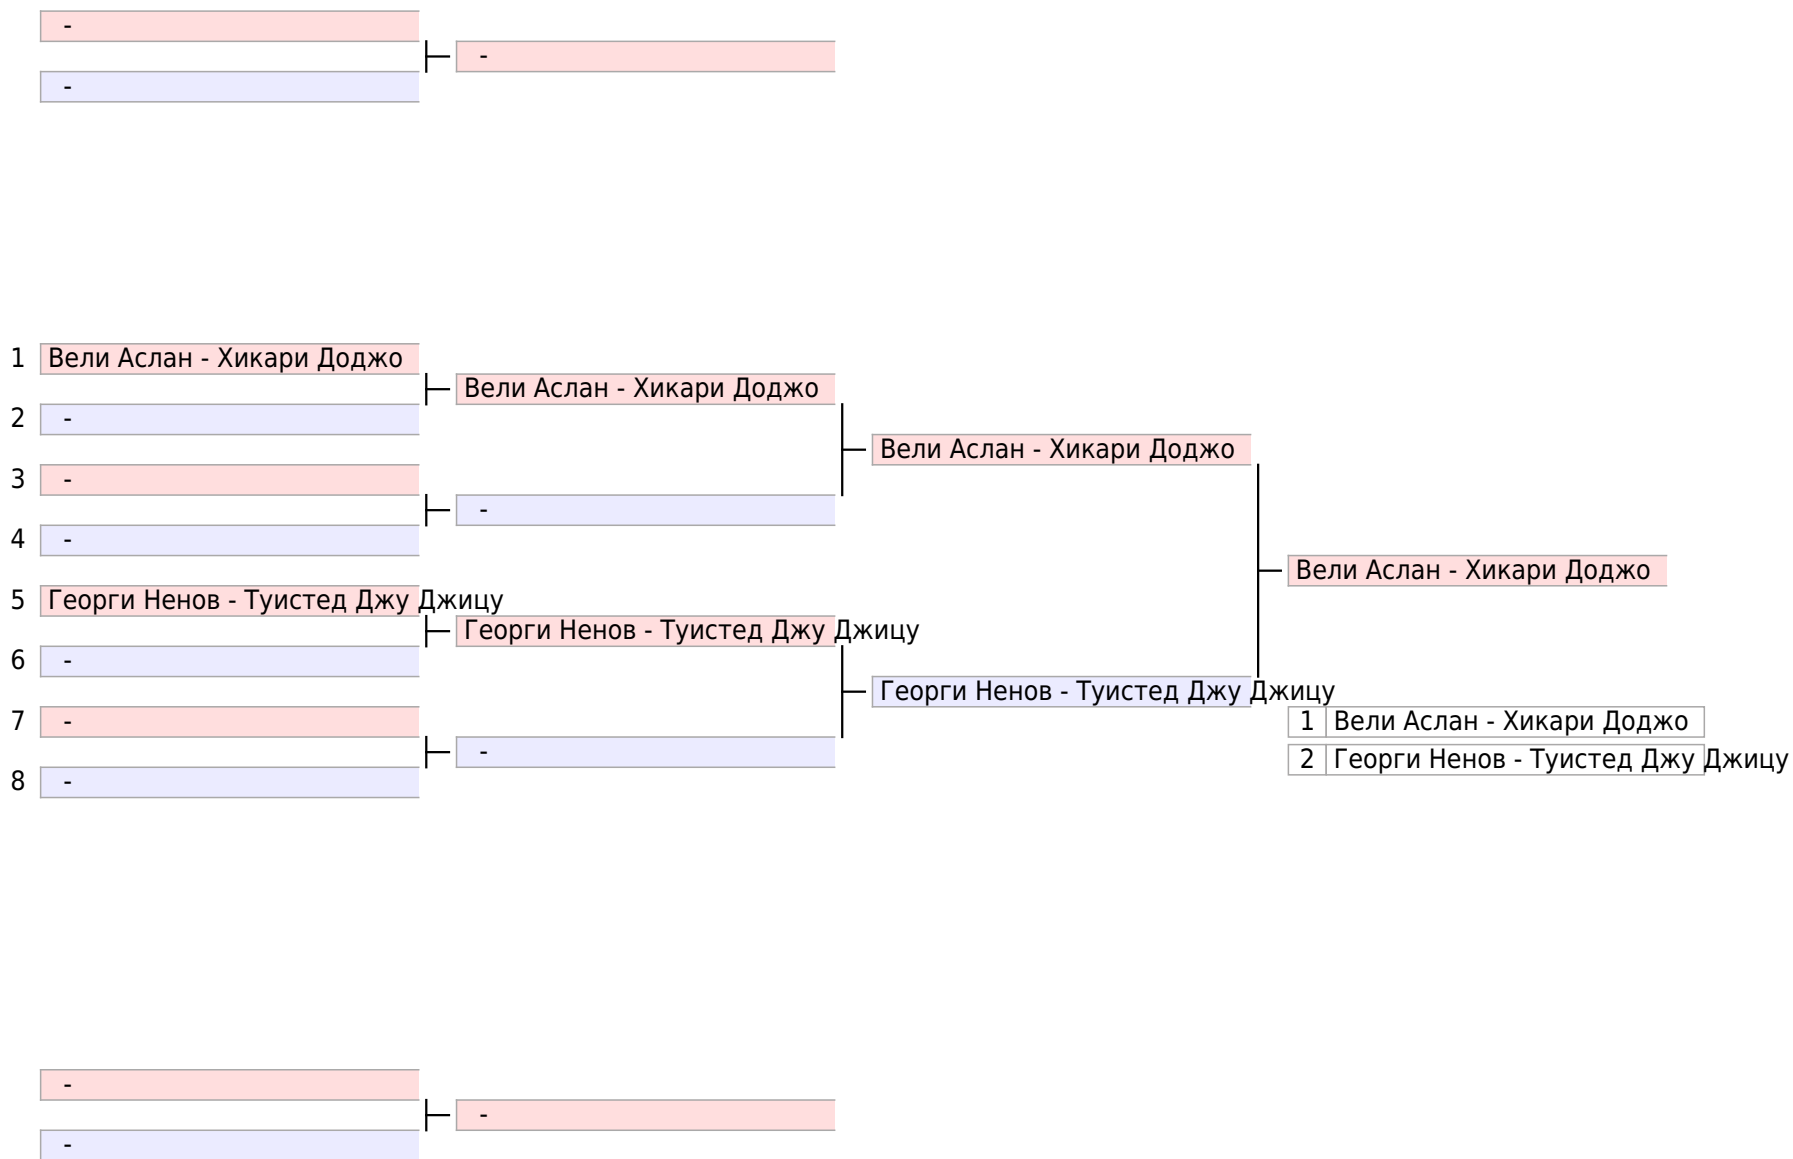 -
-
-
1 Вели Аслан - Хикари Доджо
Вели Аслан - Хикари Доджо
2 -
Вели Аслан - Хикари Доджо
3 -
-
4 -
Вели Аслан - Хикари Доджо
5 Георги Ненов - Туистед Джу Джицу
Георги Ненов - Туистед Джу Джицу
6 -
Георги Ненов - Туистед Джу Джицу
7 -
1 Вели Аслан - Хикари Доджо
-
2 Георги Ненов - Туистед Джу Джицу
8 -
-
-
-